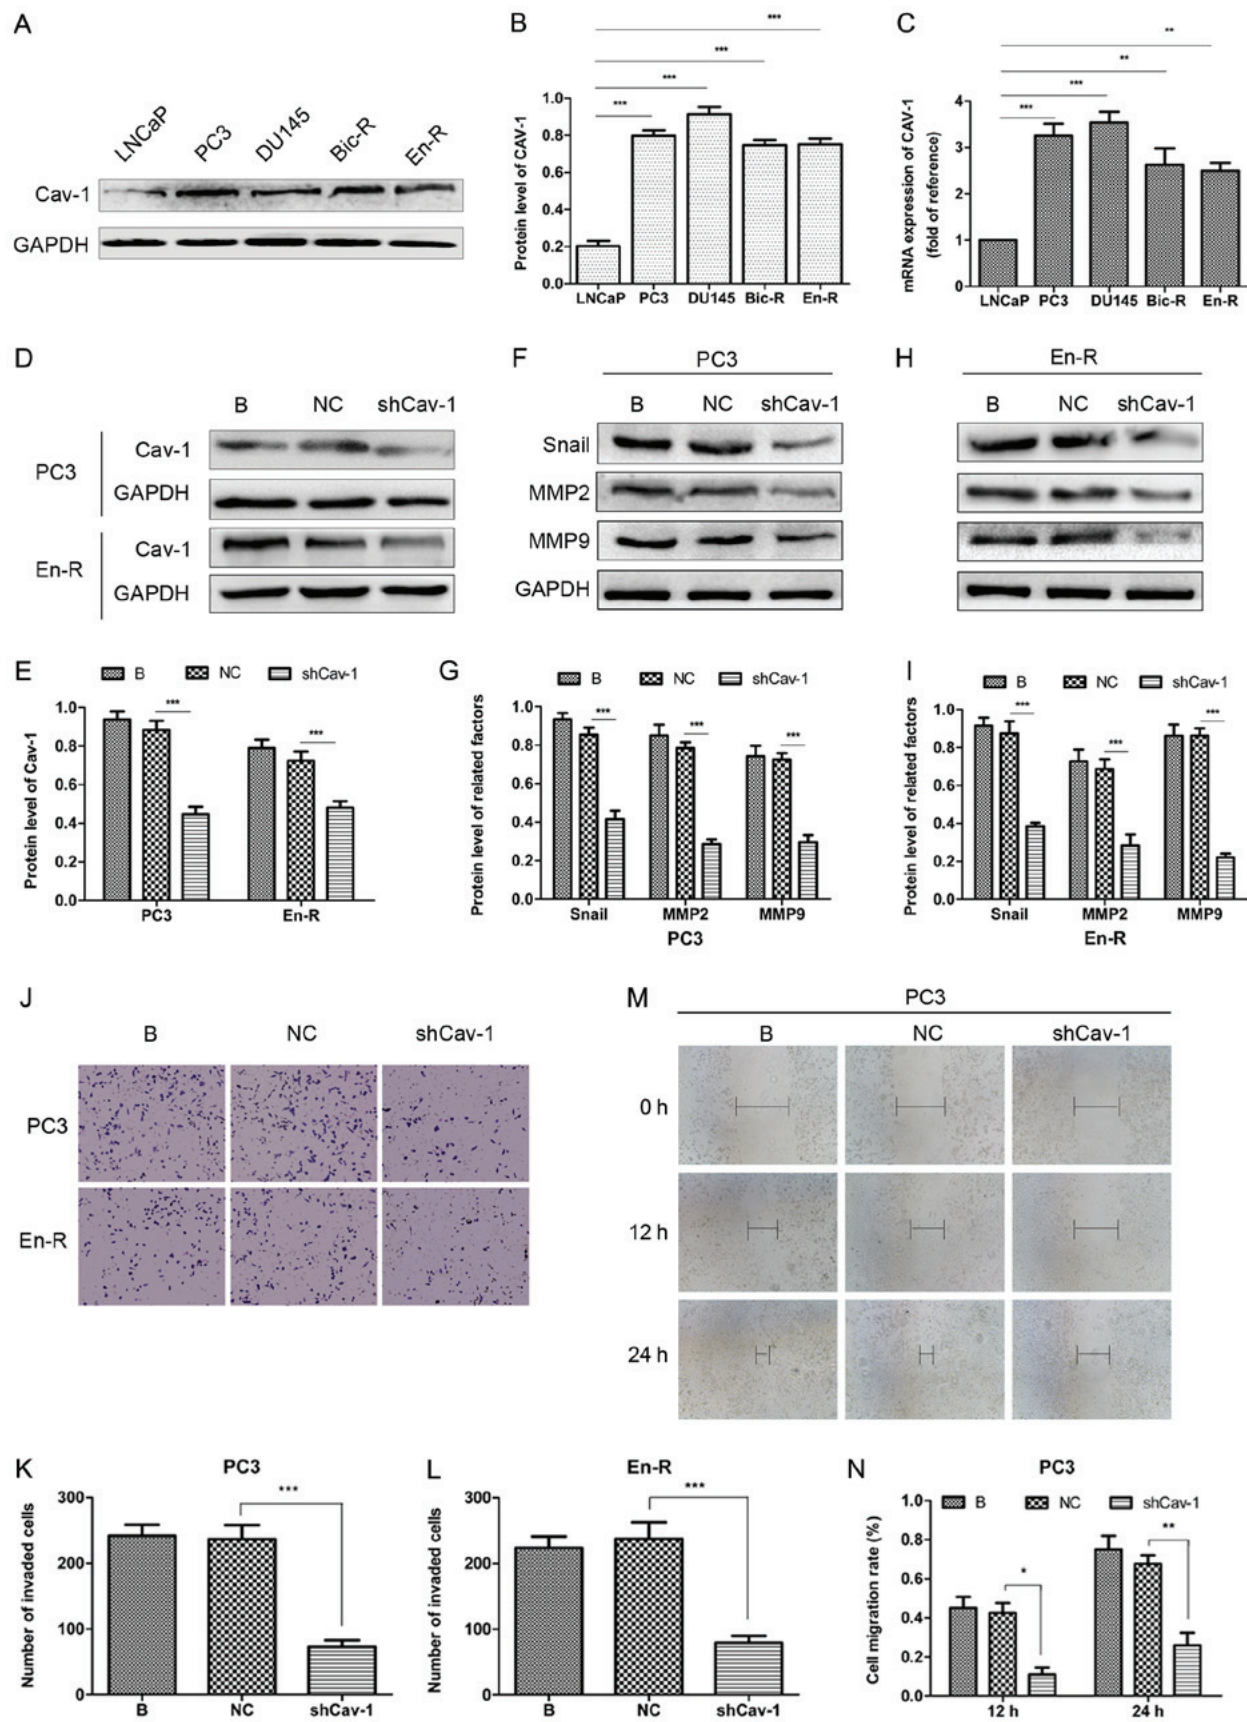 A
LNCaP PC3 DU145 Bic-R En-R
Cav-1
GAPDH
B
*** 
***
***
***
Protein level of CAV-1
1.0
0.8
0.6
0.4
0.2
0.0
LNCaP PC3 DU145 Bic-R En-R
C
**
**
***
***
mRNA expression of CAV-1
(fold of reference)
4
3
2
1
0
LNCaP PC3 DU145 Bic-R En-R
D
B NC shCav-1
PC3
Cav-1
GAPDH
En-R
Cav-1
GAPDH
F
PC3
B NC shCav-1
Snail
MMP2
MMP9
GAPDH
H
En-R
B NC shCav-1
E
B NC shCav-1
Protein level of Cav-1
1.0
0.8
0.6
0.4
0.2
0.0
*** ***
PC3 En-R
G
B NC shCav-1
Protein level of related factors
1.0
0.8
0.6
0.4
0.2
0.0
*** *** ***
Snail MMP2 MMP9
PC3
I
B NC shCav-1
Protein level of related factors
1.0
0.8
0.6
0.4
0.2
0.0
*** *** ***
Snail MMP2 MMP9
En-R
J
B NC shCav-1
PC3
En-R
M
PC3
B NC shCav-1
0 h
12 h
24 h
K
PC3
Number of invaded cells
300
200
100
0
***
B NC shCav-1
L
En-R
Number of invaded cells
300
200
100
0
***
B NC shCav-1
N
PC3
B NC shCav-1
Cell migration rate (%)
1.0
0.8
0.6
0.4
0.2
0.0
* **
12 h 24 h